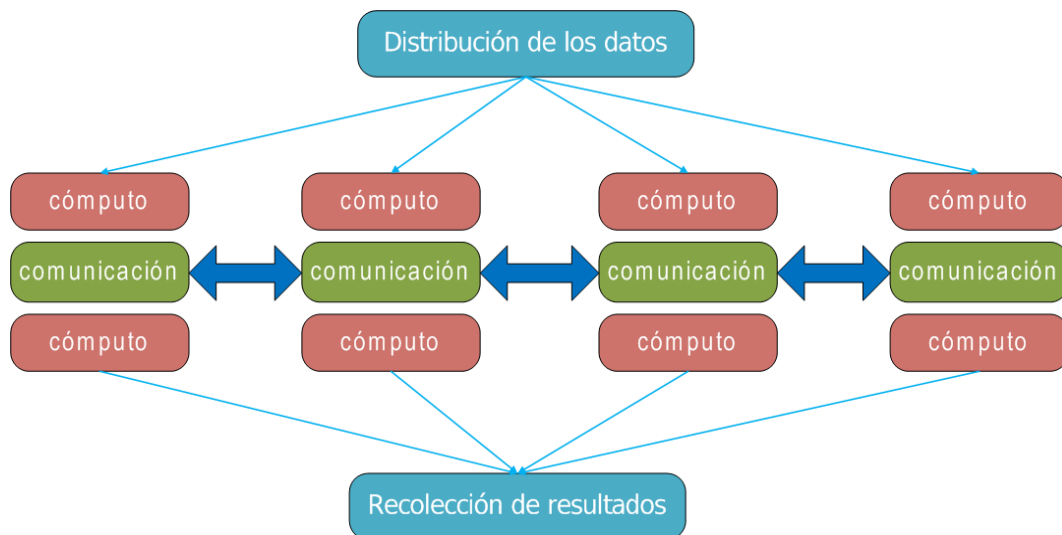 Distribución de los datos
cómputo cómputo cómputo cómputo
comunicación comunicación comunicación comunicación
cómputo cómputo cómputo cómputo
Recolección de resultados